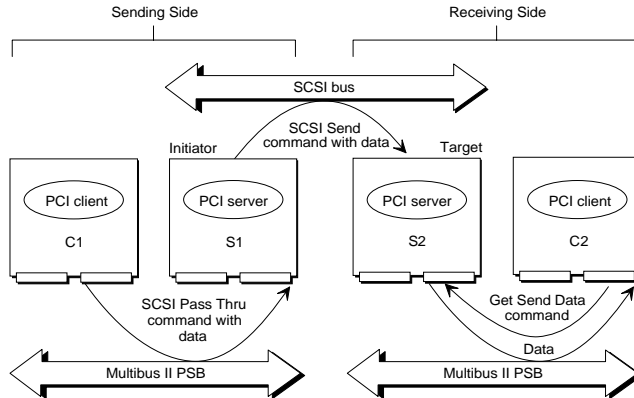 Sending Side
Receiving Side
SCSI bus
SCSI Send
command with data
Initiator
Target
PCI client
C1
PCI server
S1
PCI server
S2
PCI client
C2
SCSI Pass Thru
command with
data
Get Send Data
command
Data
Multibus II PSB
Multibus II PSB